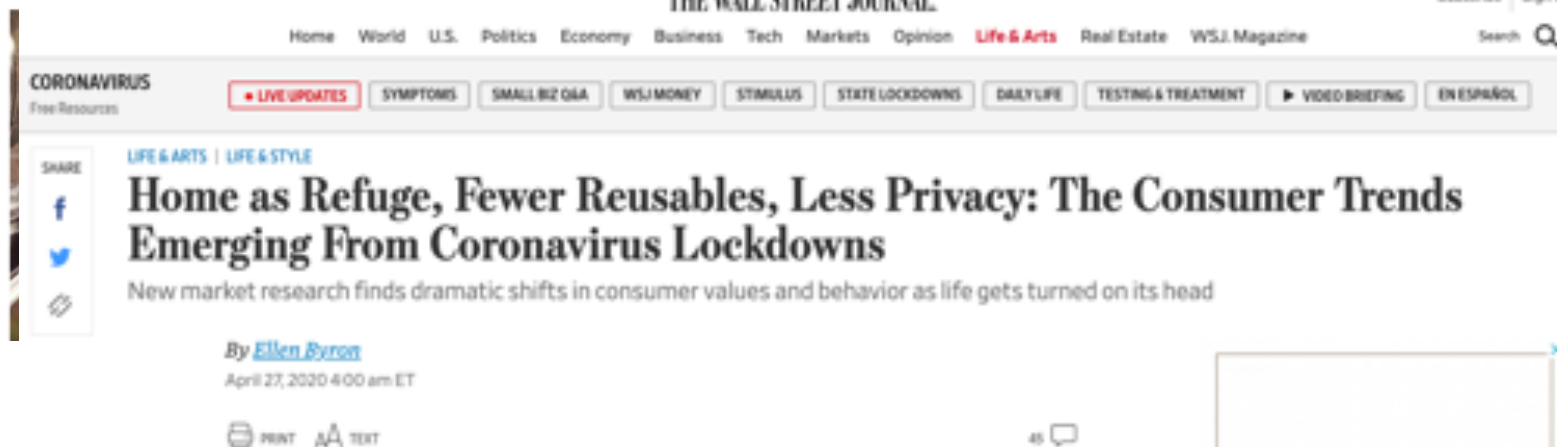 THE WALL STREET JOURNAL.
Home World U.S. Politics Economy Business Tech Markets Opinion Life & Arts Real Estate WSJ. Magazine Search
CORONAVIRUS
Free Resources
• LIVE UPDATES SYMPTOMS SMALL BIZ Q&A WSJ MONEY STIMULUS STATE LOCKDOWNS DAILY LIFE TESTING & TREATMENT VIDEO BRIEFING EN ESPAÑOL
SHARE
LIFE & ARTS | LIFE & STYLE
Home as Refuge, Fewer Reusables, Less Privacy: The Consumer Trends
Emerging From Coronavirus Lockdowns
New market research finds dramatic shifts in consumer values and behavior as life gets turned on its head
By Ellen Byron
April 27, 2020 4:00 am ET
PRINT AA TEXT
45